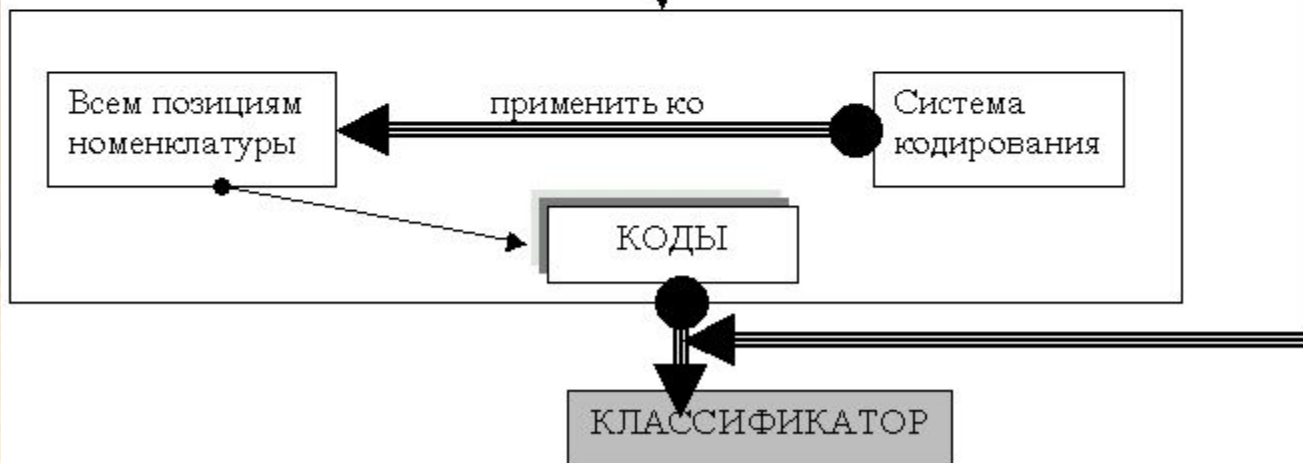 Всем позициям
номенклатуры
применить ко
Система
кодирования
КОДЫ
КЛАССИФИКАТОР